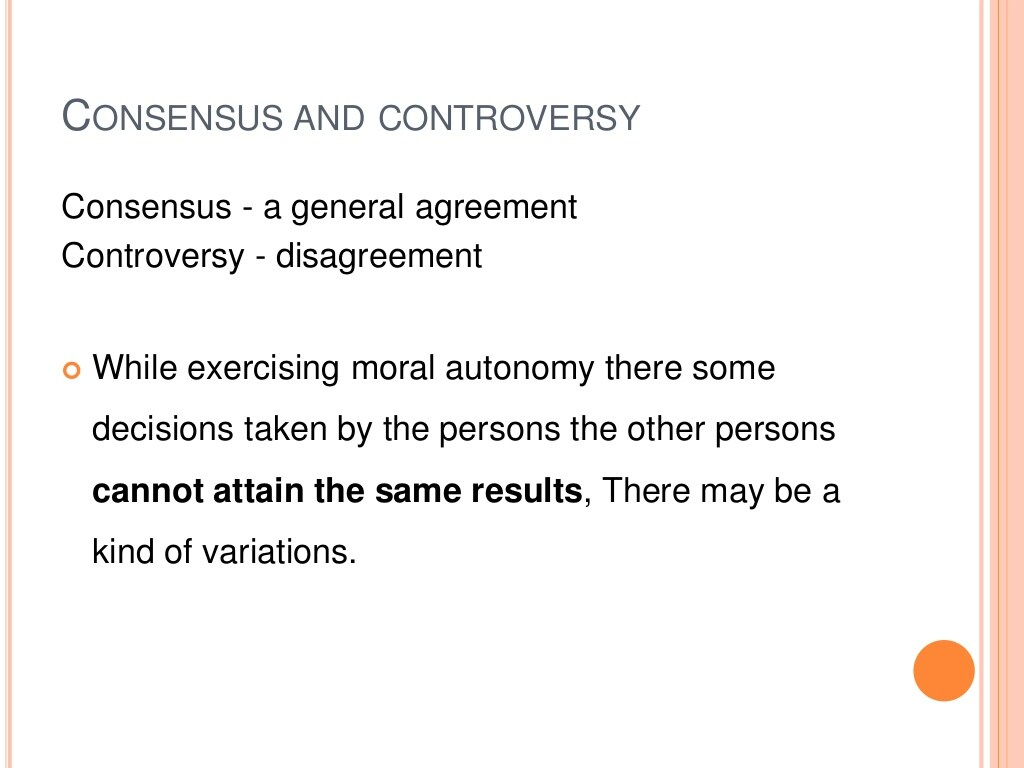 CONSENSUS AND CONTROVERSY
Consensus - a general agreement
Controversy - disagreement
While exercising moral autonomy there some
decisions taken by the persons the other persons
cannot attain the same results, There may be a
kind of variations.